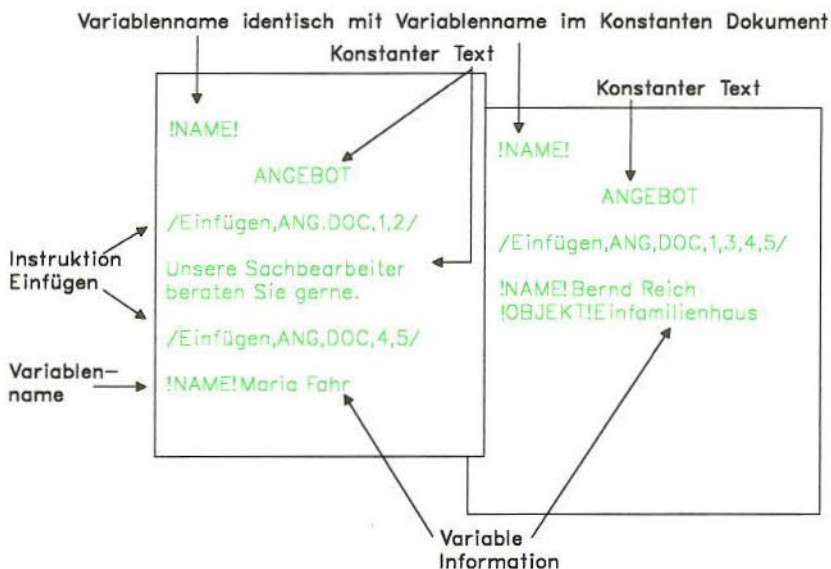 Variablenname identisch mit Variablenname im Konstanten Dokument
Konstanter Text
Konstanter Text
!NAME!
ANGEBOT
/Einfügen,ANG.DOC,1,2/
Unsere Sachbearbeiter
beraten Sie gerne.
/Einfügen,ANG,DOC,4,5/
!NAME!Maria Fahr
Instruktion
Einfügen
Variablen-
name
!NAME!
ANGEBOT
/Einfügen,ANG,DOC,1,3,4,5/
!NAME!Bernd Reich
!OBJEKT!Einfamilienhaus
Variable
Information